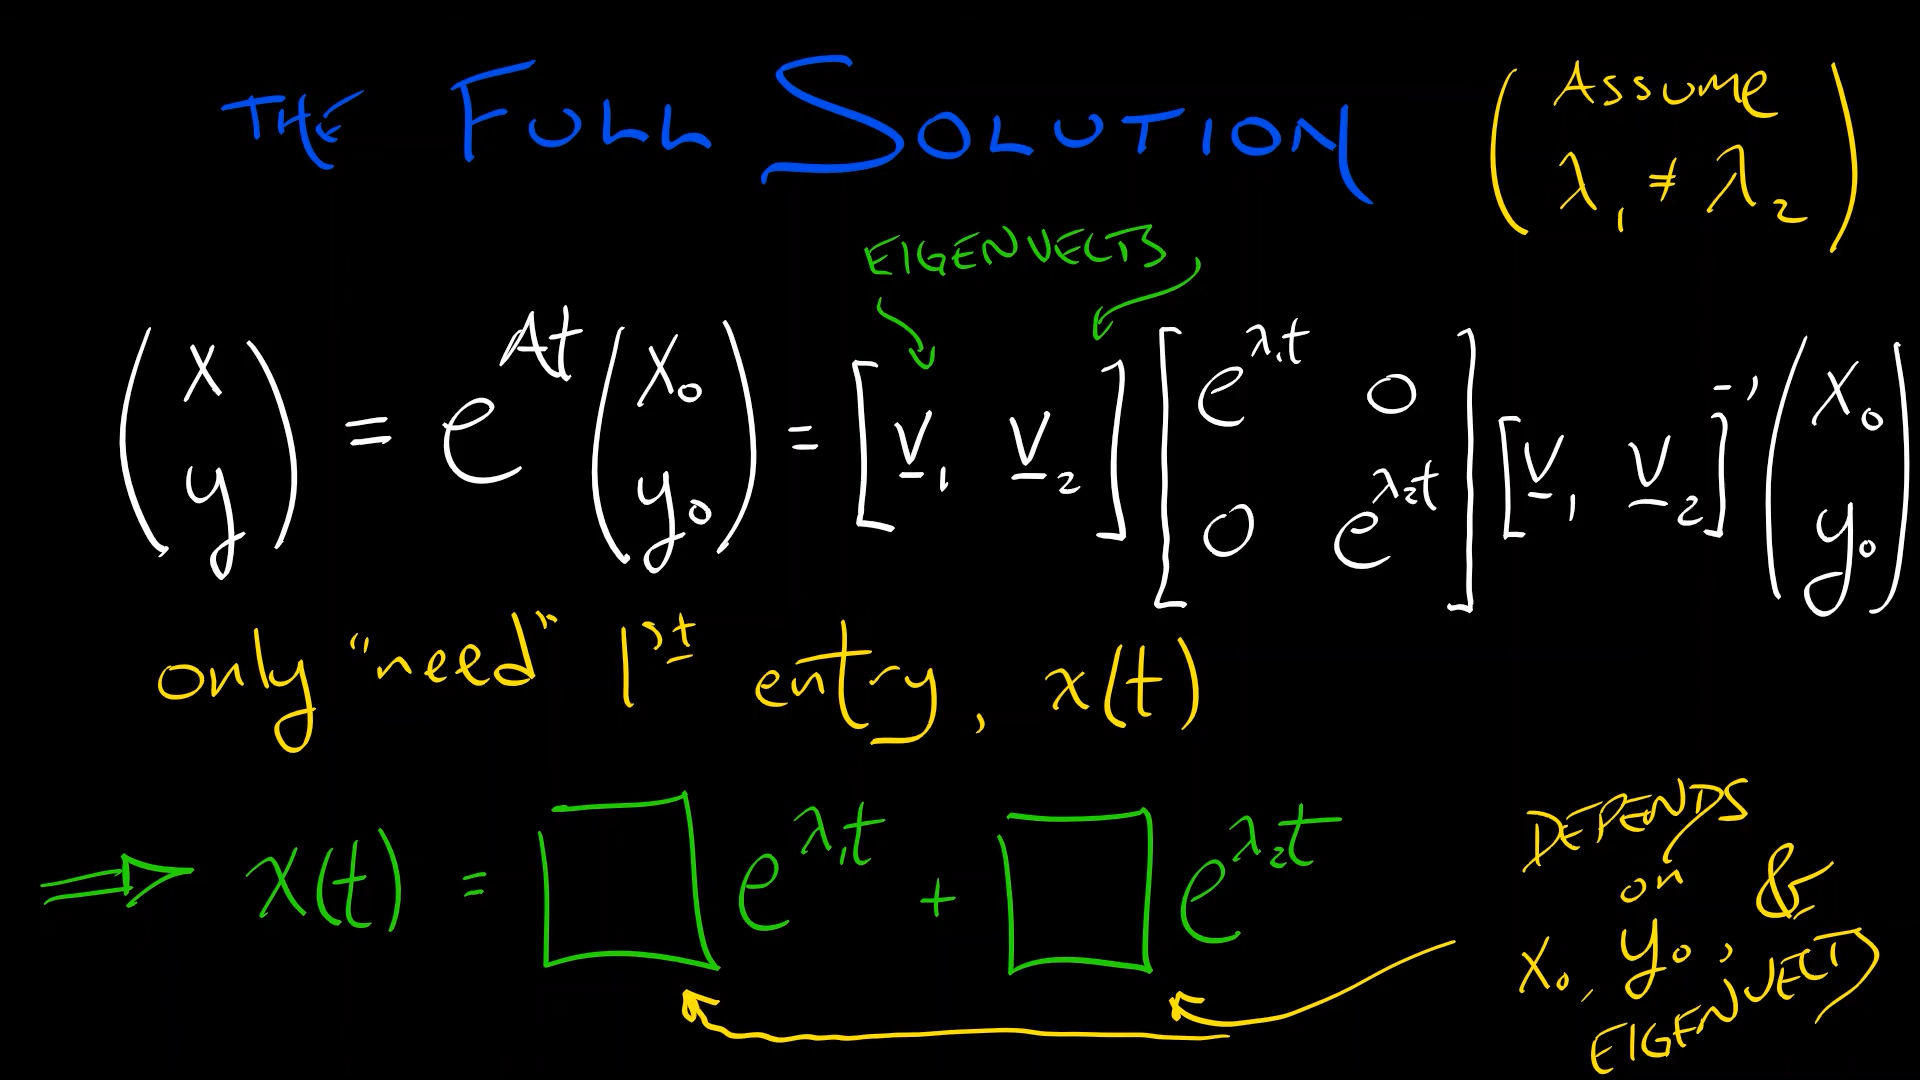 THE FULL SOLUTION
(Assume
λ₁ ≠ λ₂)
EIGENVECTS
(x y) = e^{At} (x₀ y₀) = [v₁ v₂] [e^{λ₁t} 0 0 e^{λ₂t}] [v₁ v₂]⁻¹ (x₀ y₀)
only "need" 1st entry, x(t)
⇒ x(t) = □ e^{λ₁t} + □ e^{λ₂t}
DEPENDS
on
x₀, y₀, &
EIGENVECT